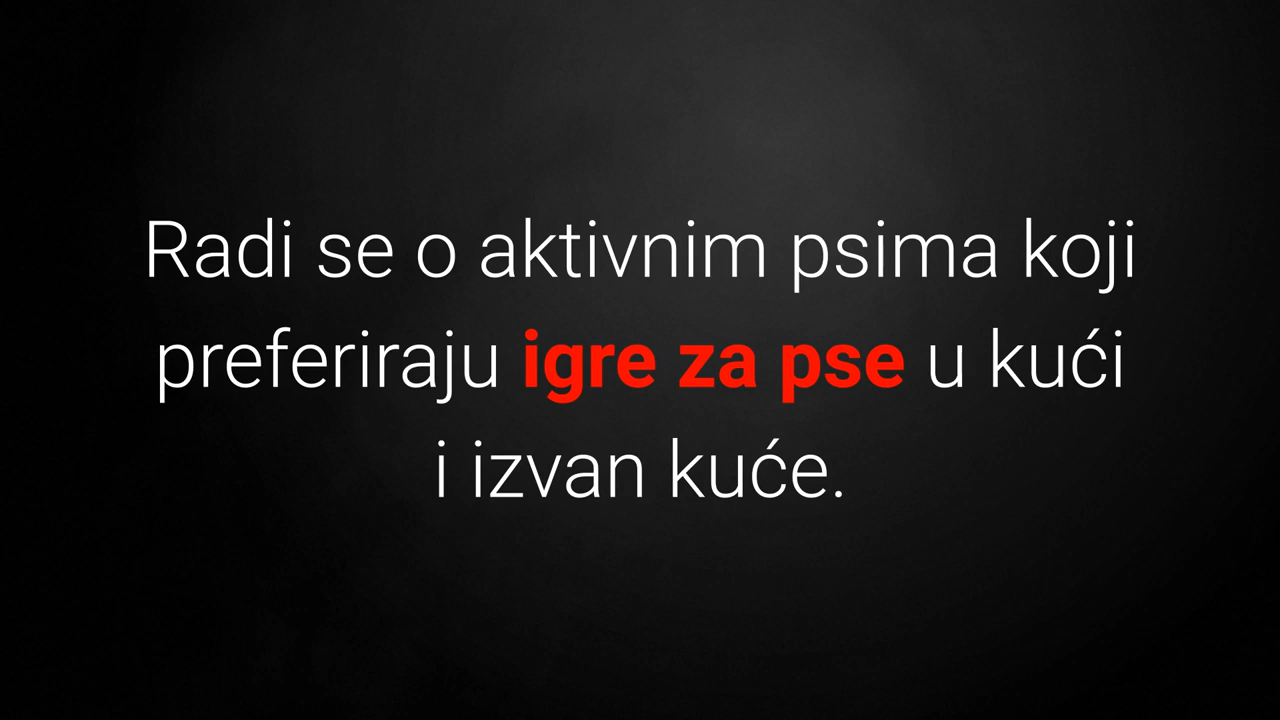 Radi se o aktivnim psima koji
preferiraju igre za pse u kući
i izvan kuće.